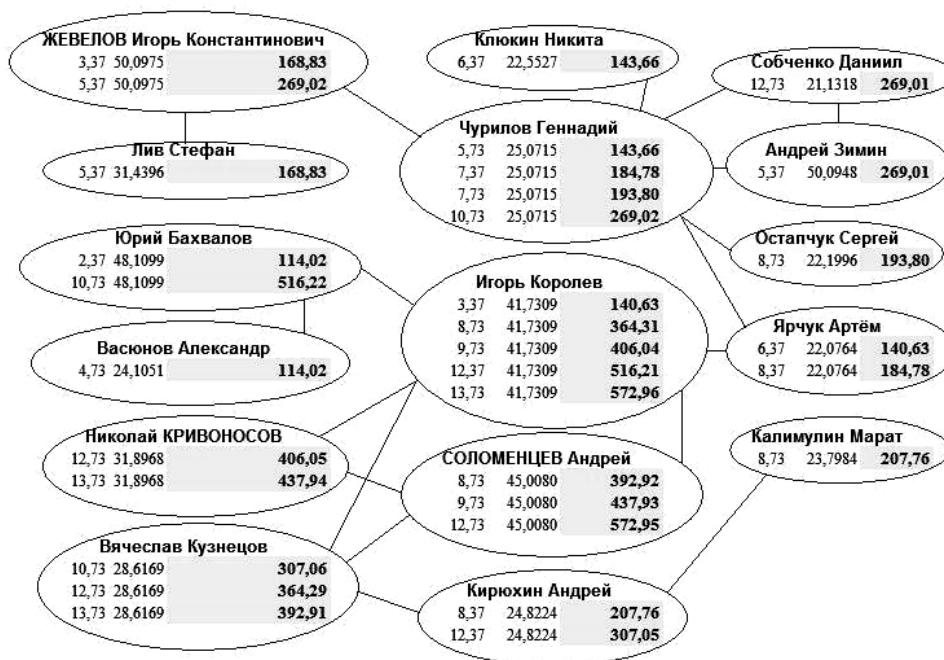 ЖЕВЕЛОВ Игорь Константинович
3,37 50,0975 168,83
5,37 50,0975 269,02
Клюкин Никита
6,37 22,5527 143,66
Собченко Даниил
12,73 21,1318 269,01
Чурилов Геннадий
5,73 25,0715 143,66
7,37 25,0715 184,78
7,73 25,0715 193,80
10,73 25,0715 269,02
Лив Стефан
5,37 31,4396 168,83
Андрей Зимин
5,37 50,0948 269,01
Юрий Бахвалов
2,37 48,1099 114,02
10,73 48,1099 516,22
Остапчук Сергей
8,73 22,1996 193,80
Игорь Королев
3,37 41,7309 140,63
8,73 41,7309 364,31
9,73 41,7309 406,04
12,37 41,7309 516,21
13,73 41,7309 572,96
Ярчук Артём
6,37 22,0764 140,63
8,37 22,0764 184,78
Васюнов Александр
4,73 24,1051 114,02
Николай КРИВОНОСОВ
12,73 31,8968 406,05
13,73 31,8968 437,94
СОЛОМЕНЦЕВ Андрей
8,73 45,0080 392,92
9,73 45,0080 437,93
12,73 45,0080 572,95
Калимулин Марат
8,73 23,7984 207,76
Вячеслав Кузнецов
10,73 28,6169 307,06
12,73 28,6169 364,29
13,73 28,6169 392,91
Кирюхин Андрей
8,37 24,8224 207,76
12,37 24,8224 307,05